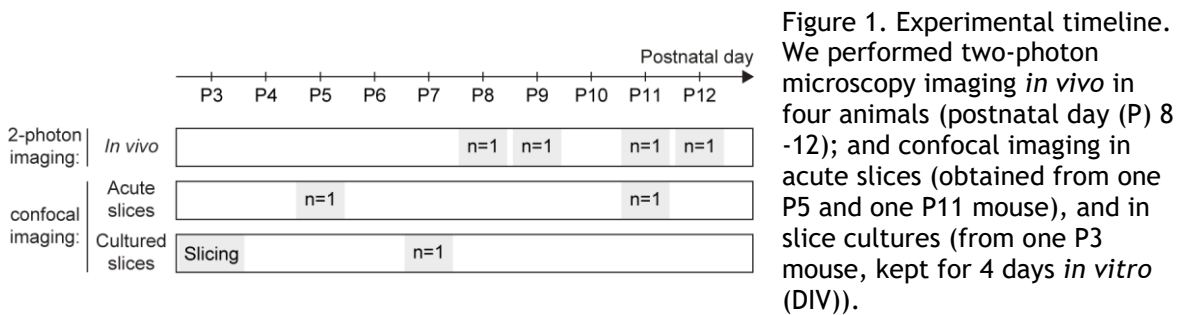 Postnatal day
P3 P4 P5 P6 P7 P8 P9 P10 P11 P12
2-photon
imaging:
In vivo
n=1 n=1 n=1 n=1
confocal
imaging:
Acute
slices
n=1 n=1
Cultured
slices
Slicing n=1
Figure 1. Experimental timeline.
We performed two-photon
microscopy imaging in vivo in
four animals (postnatal day (P) 8
-12); and confocal imaging in
acute slices (obtained from one
P5 and one P11 mouse), and in
slice cultures (from one P3
mouse, kept for 4 days in vitro
(DIV)).